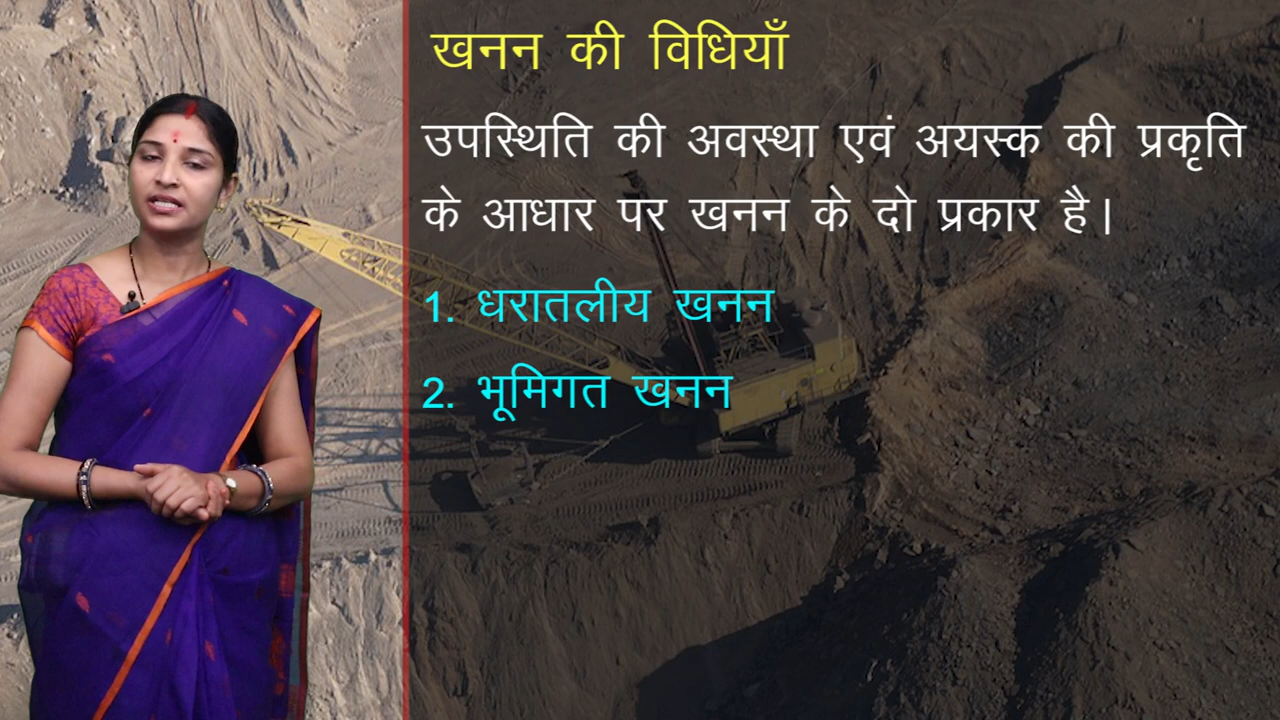 खनन की विधियाँ
उपस्थिति की अवस्था एवं अयस्क की प्रकृति
के आधार पर खनन के दो प्रकार है।
1. धरातलीय खनन
2. भूमिगत खनन